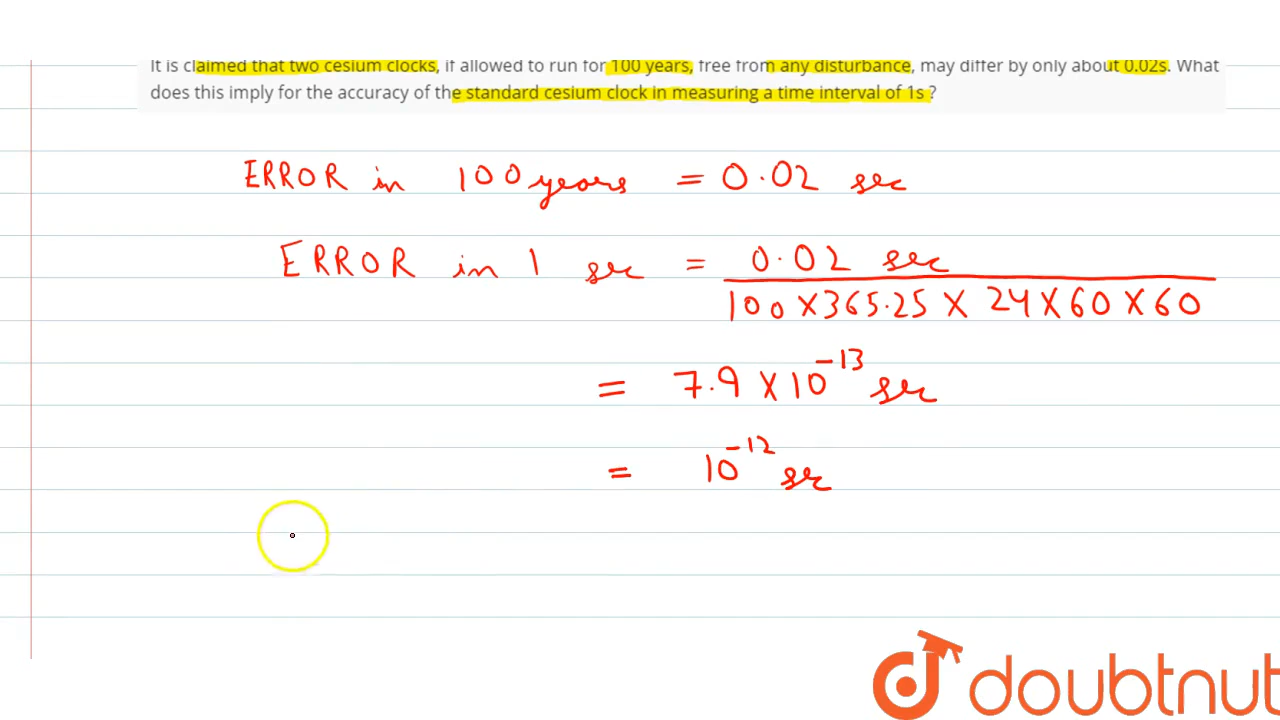 It is claimed that two cesium clocks, if allowed to run for 100 years, free from any disturbance, may differ by only about 0.02s. What
does this imply for the accuracy of the standard cesium clock in measuring a time interval of 1s ?
ERROR in 100 years = 0.02 sec
ERROR in 1 sec = 0.02 sec
100 X 365.25 X 24 X 60 X 60
= 7.9 X 10⁻¹³ sec
= 10⁻¹² sec
doubtnut